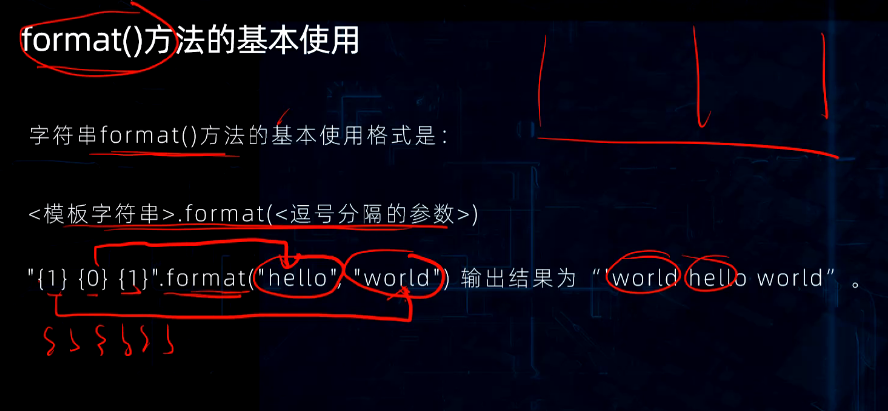 format()方法的基本使用
字符串format()方法的基本使用格式是：
<模板字符串>.format(<逗号分隔的参数>)
"{1} {0} {1}".format("hello", "world") 输出结果为 “'world hello world” 。
{ } { } { }